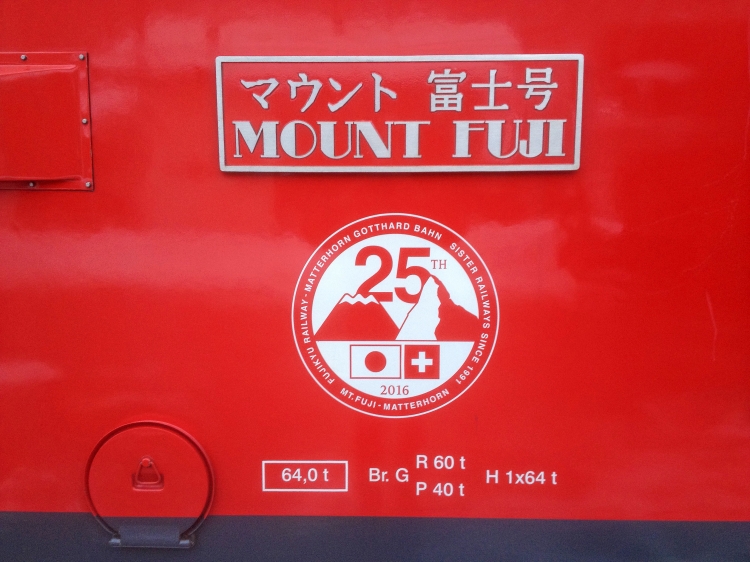 マウント 富士号
MOUNT FUJI
FUJIKYU RAILWAY - MATTERHORN GOTTHARD BAHN SISTER RAILWAYS SINCE 1991
25TH
2016
MT.FUJI - MATTERHORN
64,0 t
Br. G R 60 t P 40 t
H 1x64 t